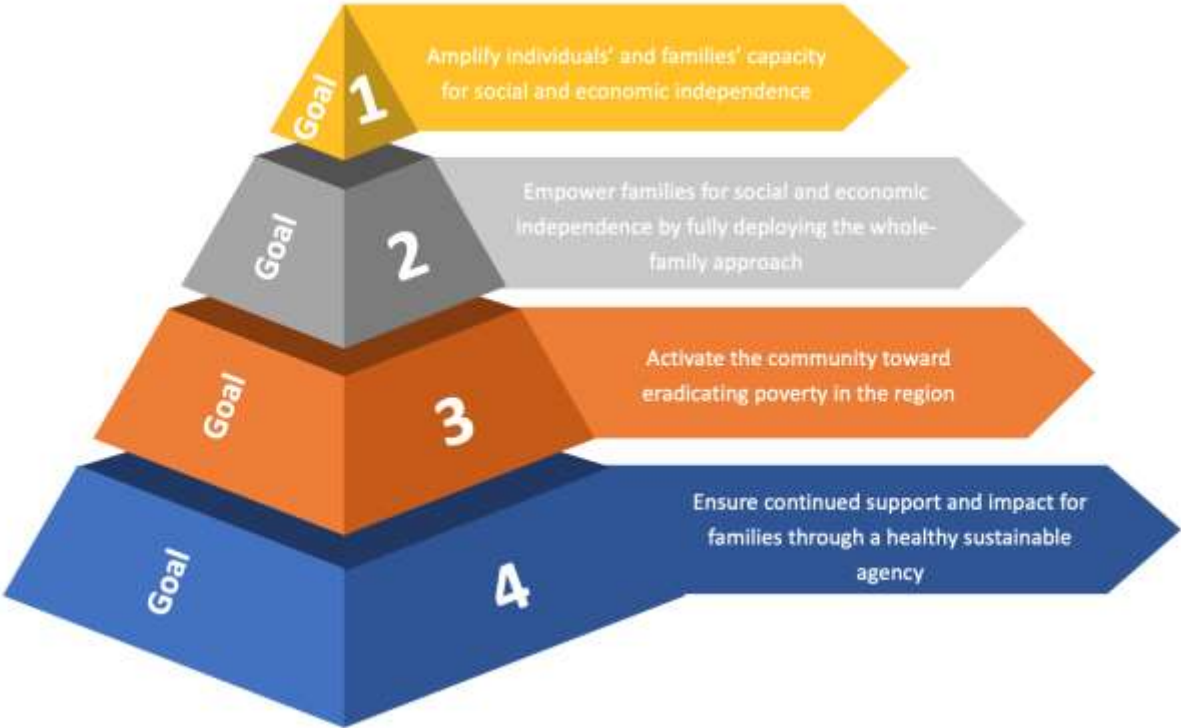 Goal 1
Amplify individuals’ and families’ capacity
for social and economic independence
Goal 2
Empower families for social and economic
independence by fully deploying the whole-
family approach
Goal 3
Activate the community toward
eradicating poverty in the region
Goal 4
Ensure continued support and impact for
families through a healthy sustainable
agency